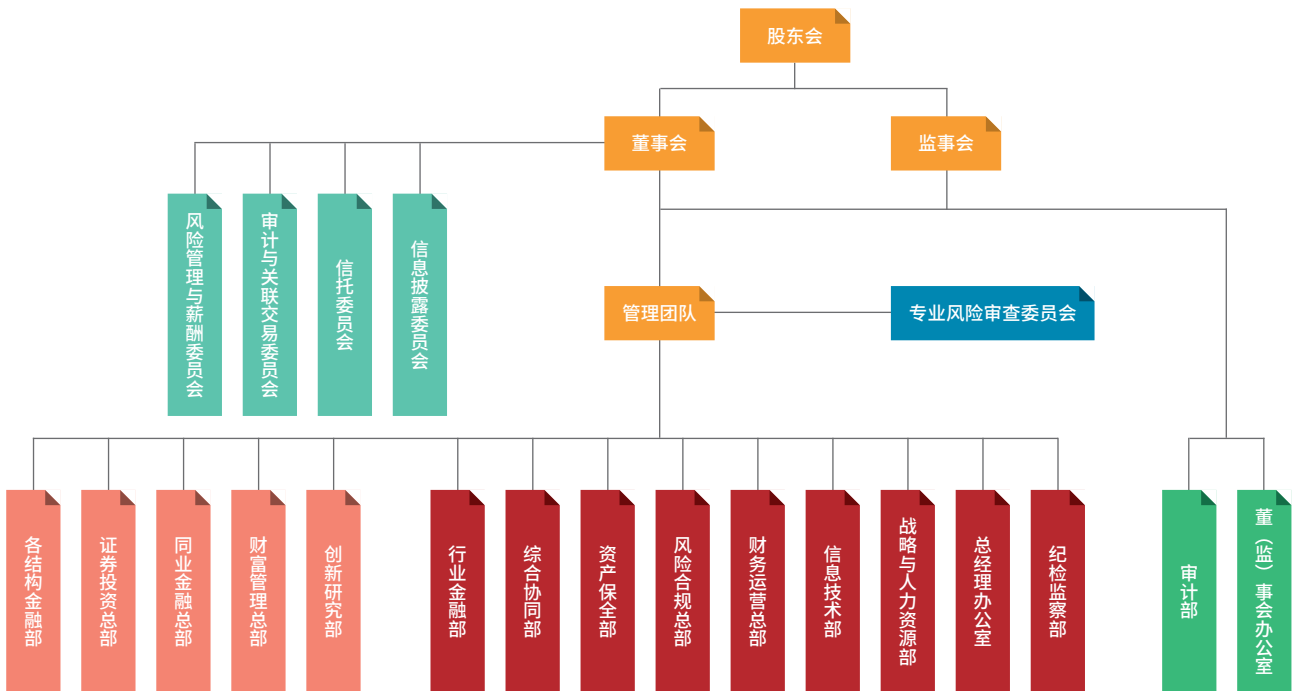 股东会
董事会
监事会
风险管理与薪酬委员会
审计与关联交易委员会
信托委员会
信息披露委员会
管理团队
专业风险审查委员会
各结构金融部
证券投资总部
同业金融总部
财富管理总部
创新研究部
行业金融部
综合协同部
资产保全部
风险合规总部
财务运营总部
信息技术部
战略与人力资源部
总经理办公室
纪检监察部
审计部
董（监）事会办公室